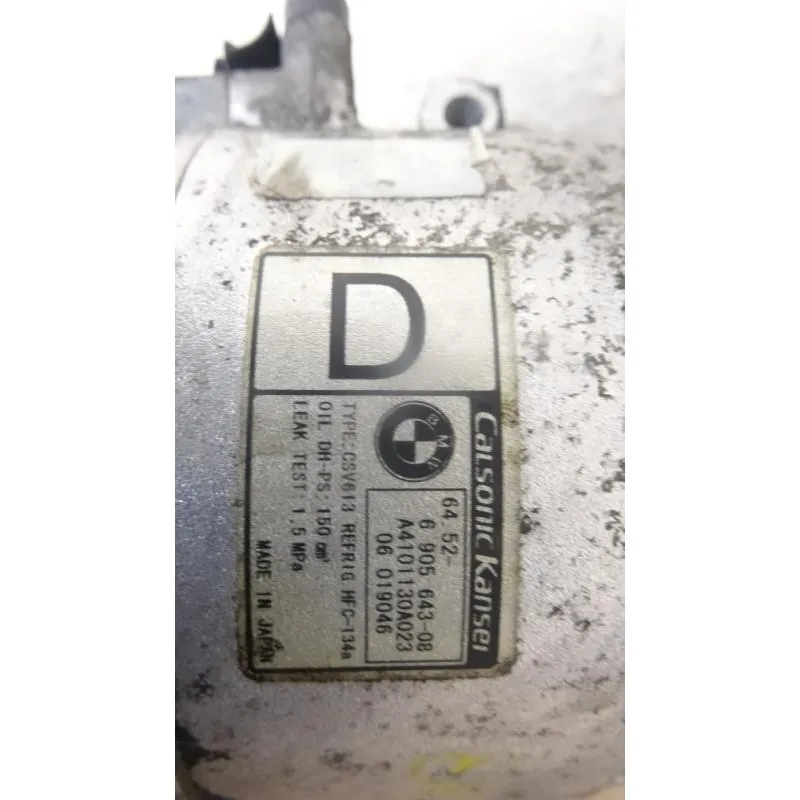 D
Calsonic Kansei
BMW
64.52-
6 905 643-08
A4101130A023
06 019046
TYPE:CSV613 REFRIG.HFC-134a
OIL DH-PS:150 cm³
LEAK TEST:1.5 MPa
MADE IN JAPAN